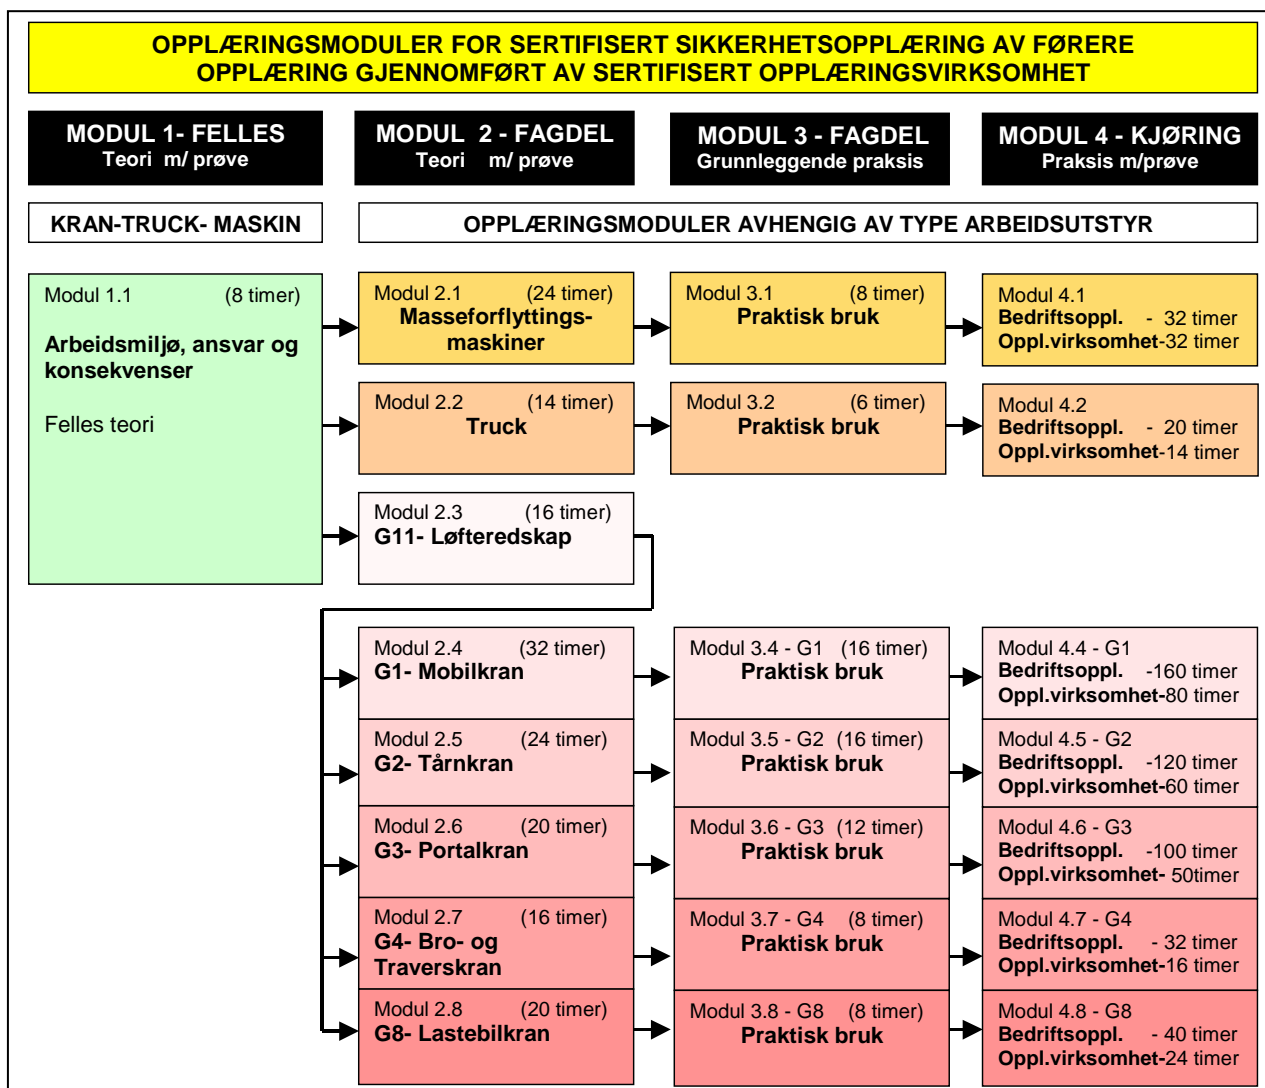 OPPLÆRINGSMODULER FOR SERTIFISERT SIKKERHETSOPPLÆRING AV FØRERE
OPPLÆRING GJENNOMFØRT AV SERTIFISERT OPPLÆRINGSVIRKSOMHET
MODUL 1- FELLES
Teori m/ prøve
MODUL 2 - FAGDEL
Teori m/ prøve
MODUL 3 - FAGDEL
Grunnleggende praksis
MODUL 4 - KJØRING
Praksis m/prøve
KRAN-TRUCK- MASKIN
OPPLÆRINGSMODULER AVHENGIG AV TYPE ARBEIDSUTSTYR
Modul 1.1 (8 timer)
Arbeidsmiljø, ansvar og
konsekvenser
Felles teori
Modul 2.1 (24 timer)
Masseforflyttings-
maskiner
Modul 3.1 (8 timer)
Praktisk bruk
Modul 4.1
Bedriftsoppl. - 32 timer
Oppl.virksomhet-32 timer
Modul 2.2 (14 timer)
Truck
Modul 3.2 (6 timer)
Praktisk bruk
Modul 4.2
Bedriftsoppl. - 20 timer
Oppl.virksomhet-14 timer
Modul 2.3 (16 timer)
G11- Løfteredskap
Modul 2.4 (32 timer)
G1- Mobilkran
Modul 3.4 - G1 (16 timer)
Praktisk bruk
Modul 4.4 - G1
Bedriftsoppl. -160 timer
Oppl.virksomhet-80 timer
Modul 2.5 (24 timer)
G2- Tårnkran
Modul 3.5 - G2 (16 timer)
Praktisk bruk
Modul 4.5 - G2
Bedriftsoppl. -120 timer
Oppl.virksomhet-60 timer
Modul 2.6 (20 timer)
G3- Portalkran
Modul 3.6 - G3 (12 timer)
Praktisk bruk
Modul 4.6 - G3
Bedriftsoppl. -100 timer
Oppl.virksomhet- 50timer
Modul 2.7 (16 timer)
G4- Bro- og
Traverskran
Modul 3.7 - G4 (8 timer)
Praktisk bruk
Modul 4.7 - G4
Bedriftsoppl. - 32 timer
Oppl.virksomhet-16 timer
Modul 2.8 (20 timer)
G8- Lastebilkran
Modul 3.8 - G8 (8 timer)
Praktisk bruk
Modul 4.8 - G8
Bedriftsoppl. - 40 timer
Oppl.virksomhet-24 timer